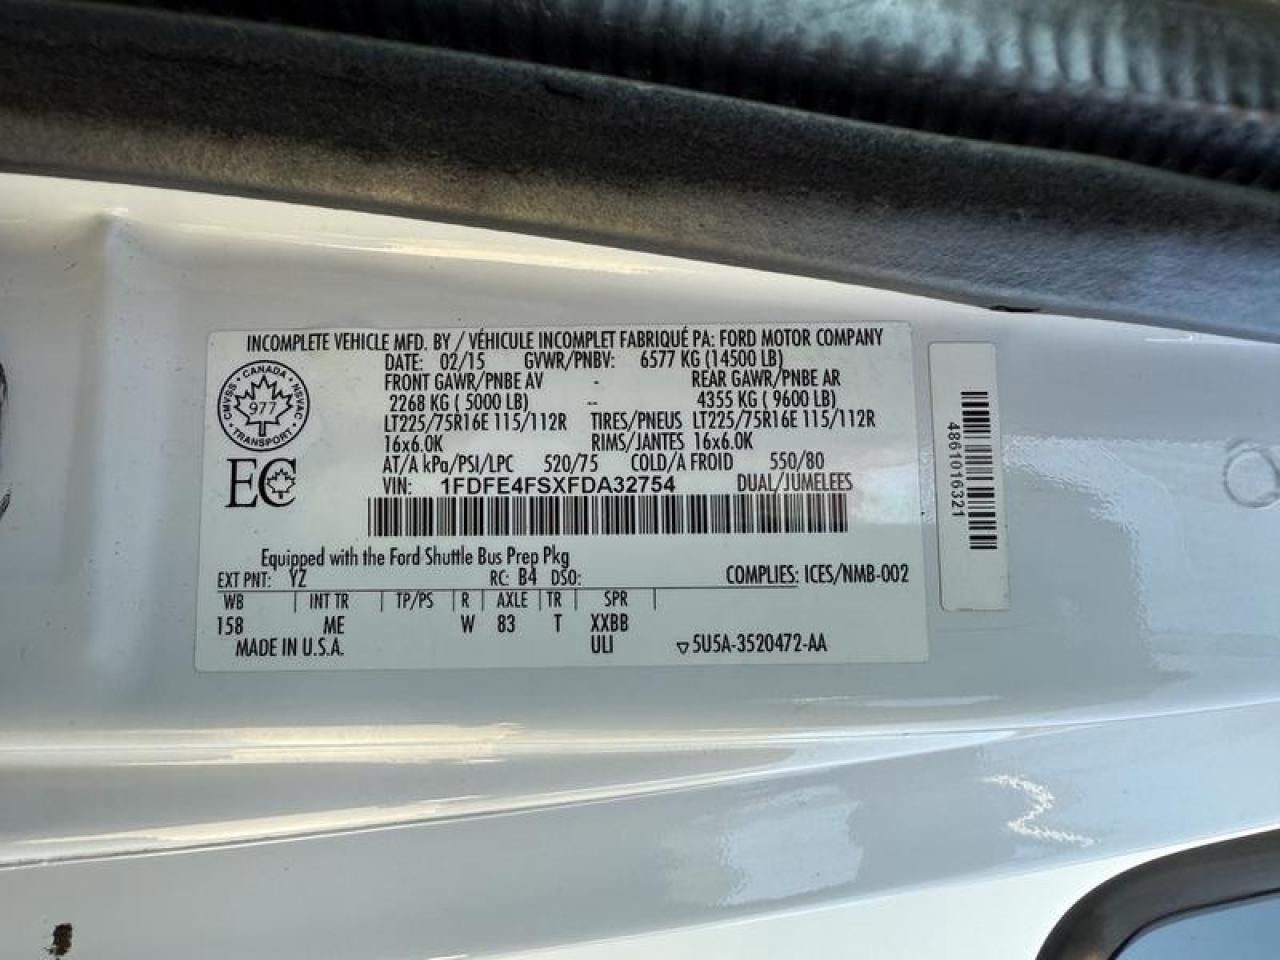 INCOMPLETE VEHICLE MFD. BY / VÉHICULE INCOMPLET FABRIQUÉ PA: FORD MOTOR COMPANY
DATE: 02/15 GVWR/PNBV: 6577 KG (14500 LB)
FRONT GAWR/PNBE AV - REAR GAWR/PNBE AR
2268 KG ( 5000 LB) -- 4355 KG ( 9600 LB)
LT225/75R16E 115/112R TIRES/PNEUS LT225/75R16E 115/112R
16x6.0K RIMS/JANTES 16x6.0K
AT/A kPa/PSI/LPC 520/75 COLD/A FROID 550/80
VIN: 1FDFE4FSXFDA32754 DUAL/JUMELEES
CMVSS · CANADA · NSVAC
977
TRANSPORT
EC
Equipped with the Ford Shuttle Bus Prep Pkg
EXT PNT: YZ RC: B4 DSO: COMPLIES: ICES/NMB-002
WB | INT TR | TP/PS | R | AXLE | TR | SPR |
158 ME W 83 T XXBB
MADE IN U.S.A. ULI ▽5U5A-3520472-AA
4861016321